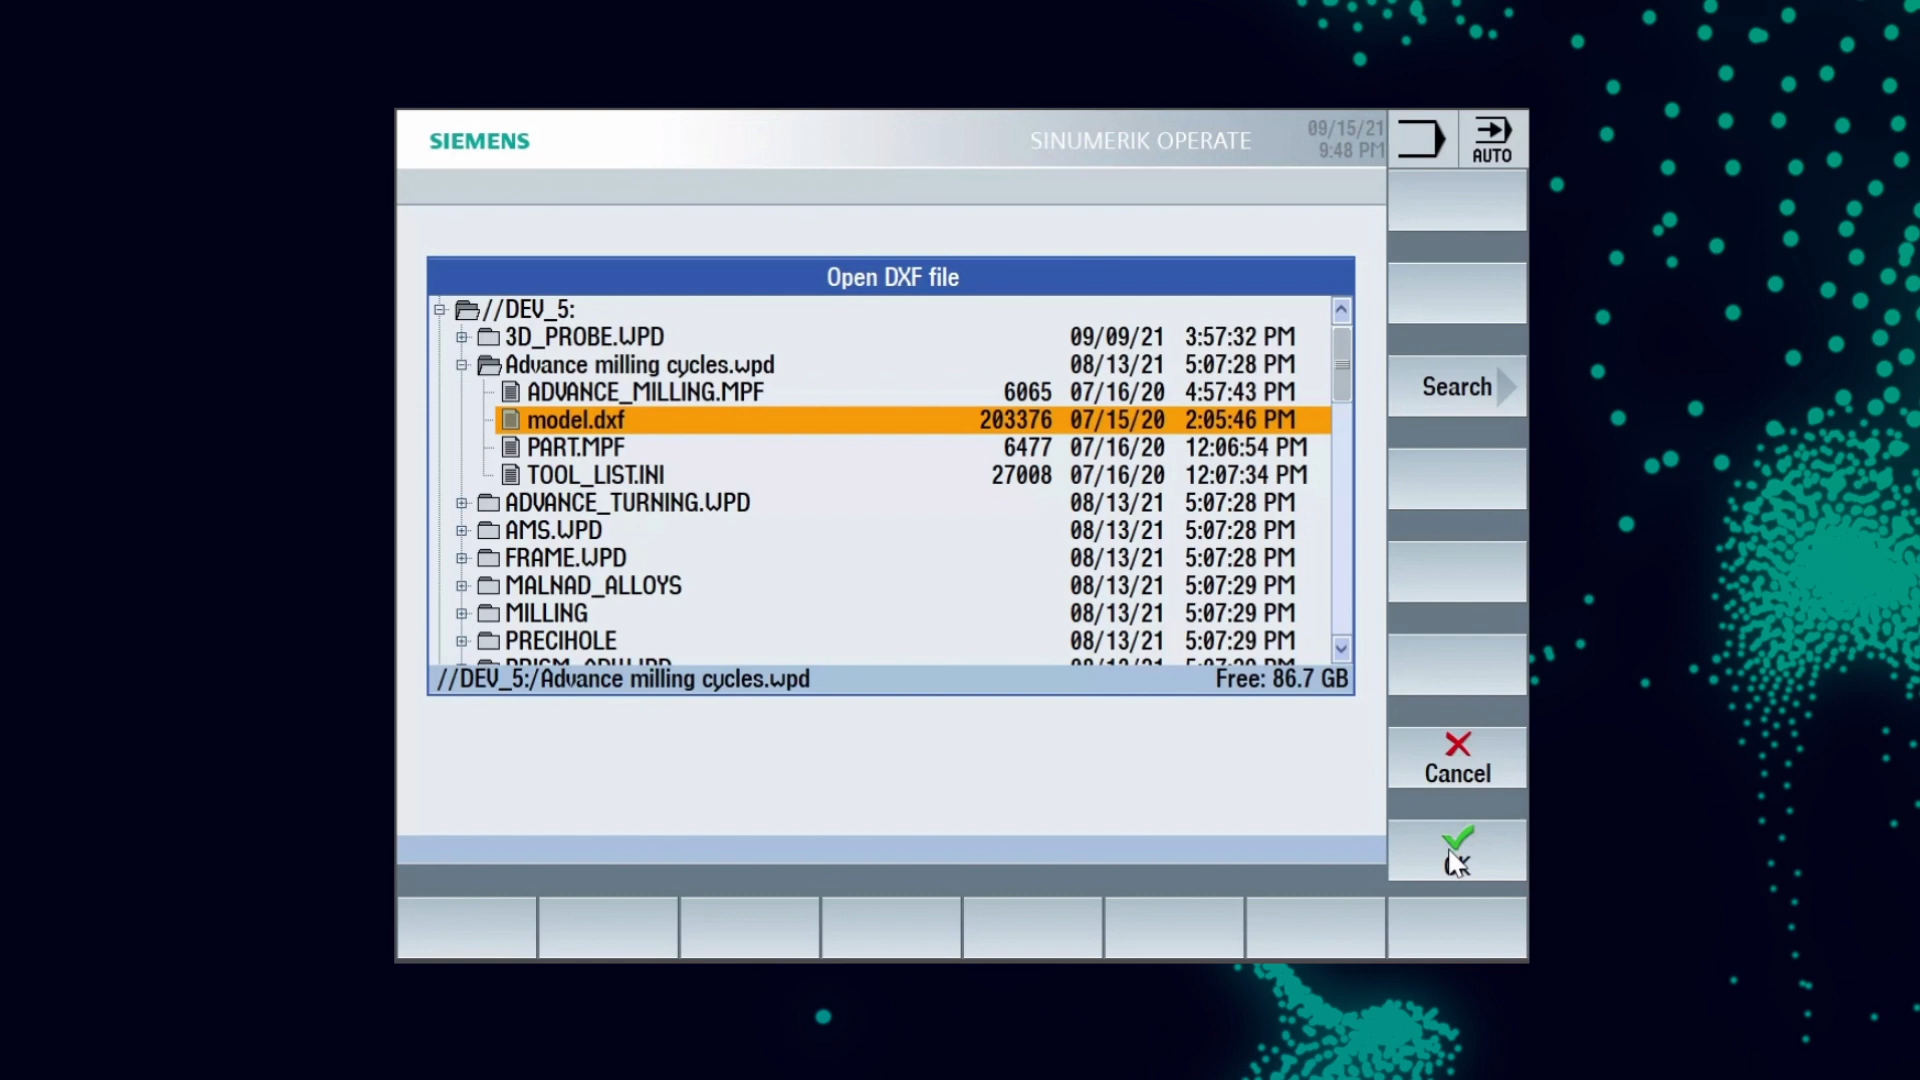 SIEMENS
SINUMERIK OPERATE
09/15/21
9:48 PM
AUTO
Open DXF file
//DEV_5:
3D_PROBE.WPD 09/09/21 3:57:32 PM
Advance milling cycles.wpd 08/13/21 5:07:28 PM
ADVANCE_MILLING.MPF 6065 07/16/20 4:57:43 PM
model.dxf 203376 07/15/20 2:05:46 PM
PART.MPF 6477 07/16/20 12:06:54 PM
TOOL_LIST.INI 27008 07/16/20 12:07:34 PM
ADVANCE_TURNING.WPD 08/13/21 5:07:28 PM
AMS.WPD 08/13/21 5:07:28 PM
FRAME.WPD 08/13/21 5:07:28 PM
MALNAD_ALLOYS 08/13/21 5:07:29 PM
MILLING 08/13/21 5:07:29 PM
PRECIHOLE 08/13/21 5:07:29 PM
//DEV_5:/Advance milling cycles.wpd Free: 86.7 GB
Search
Cancel
OK